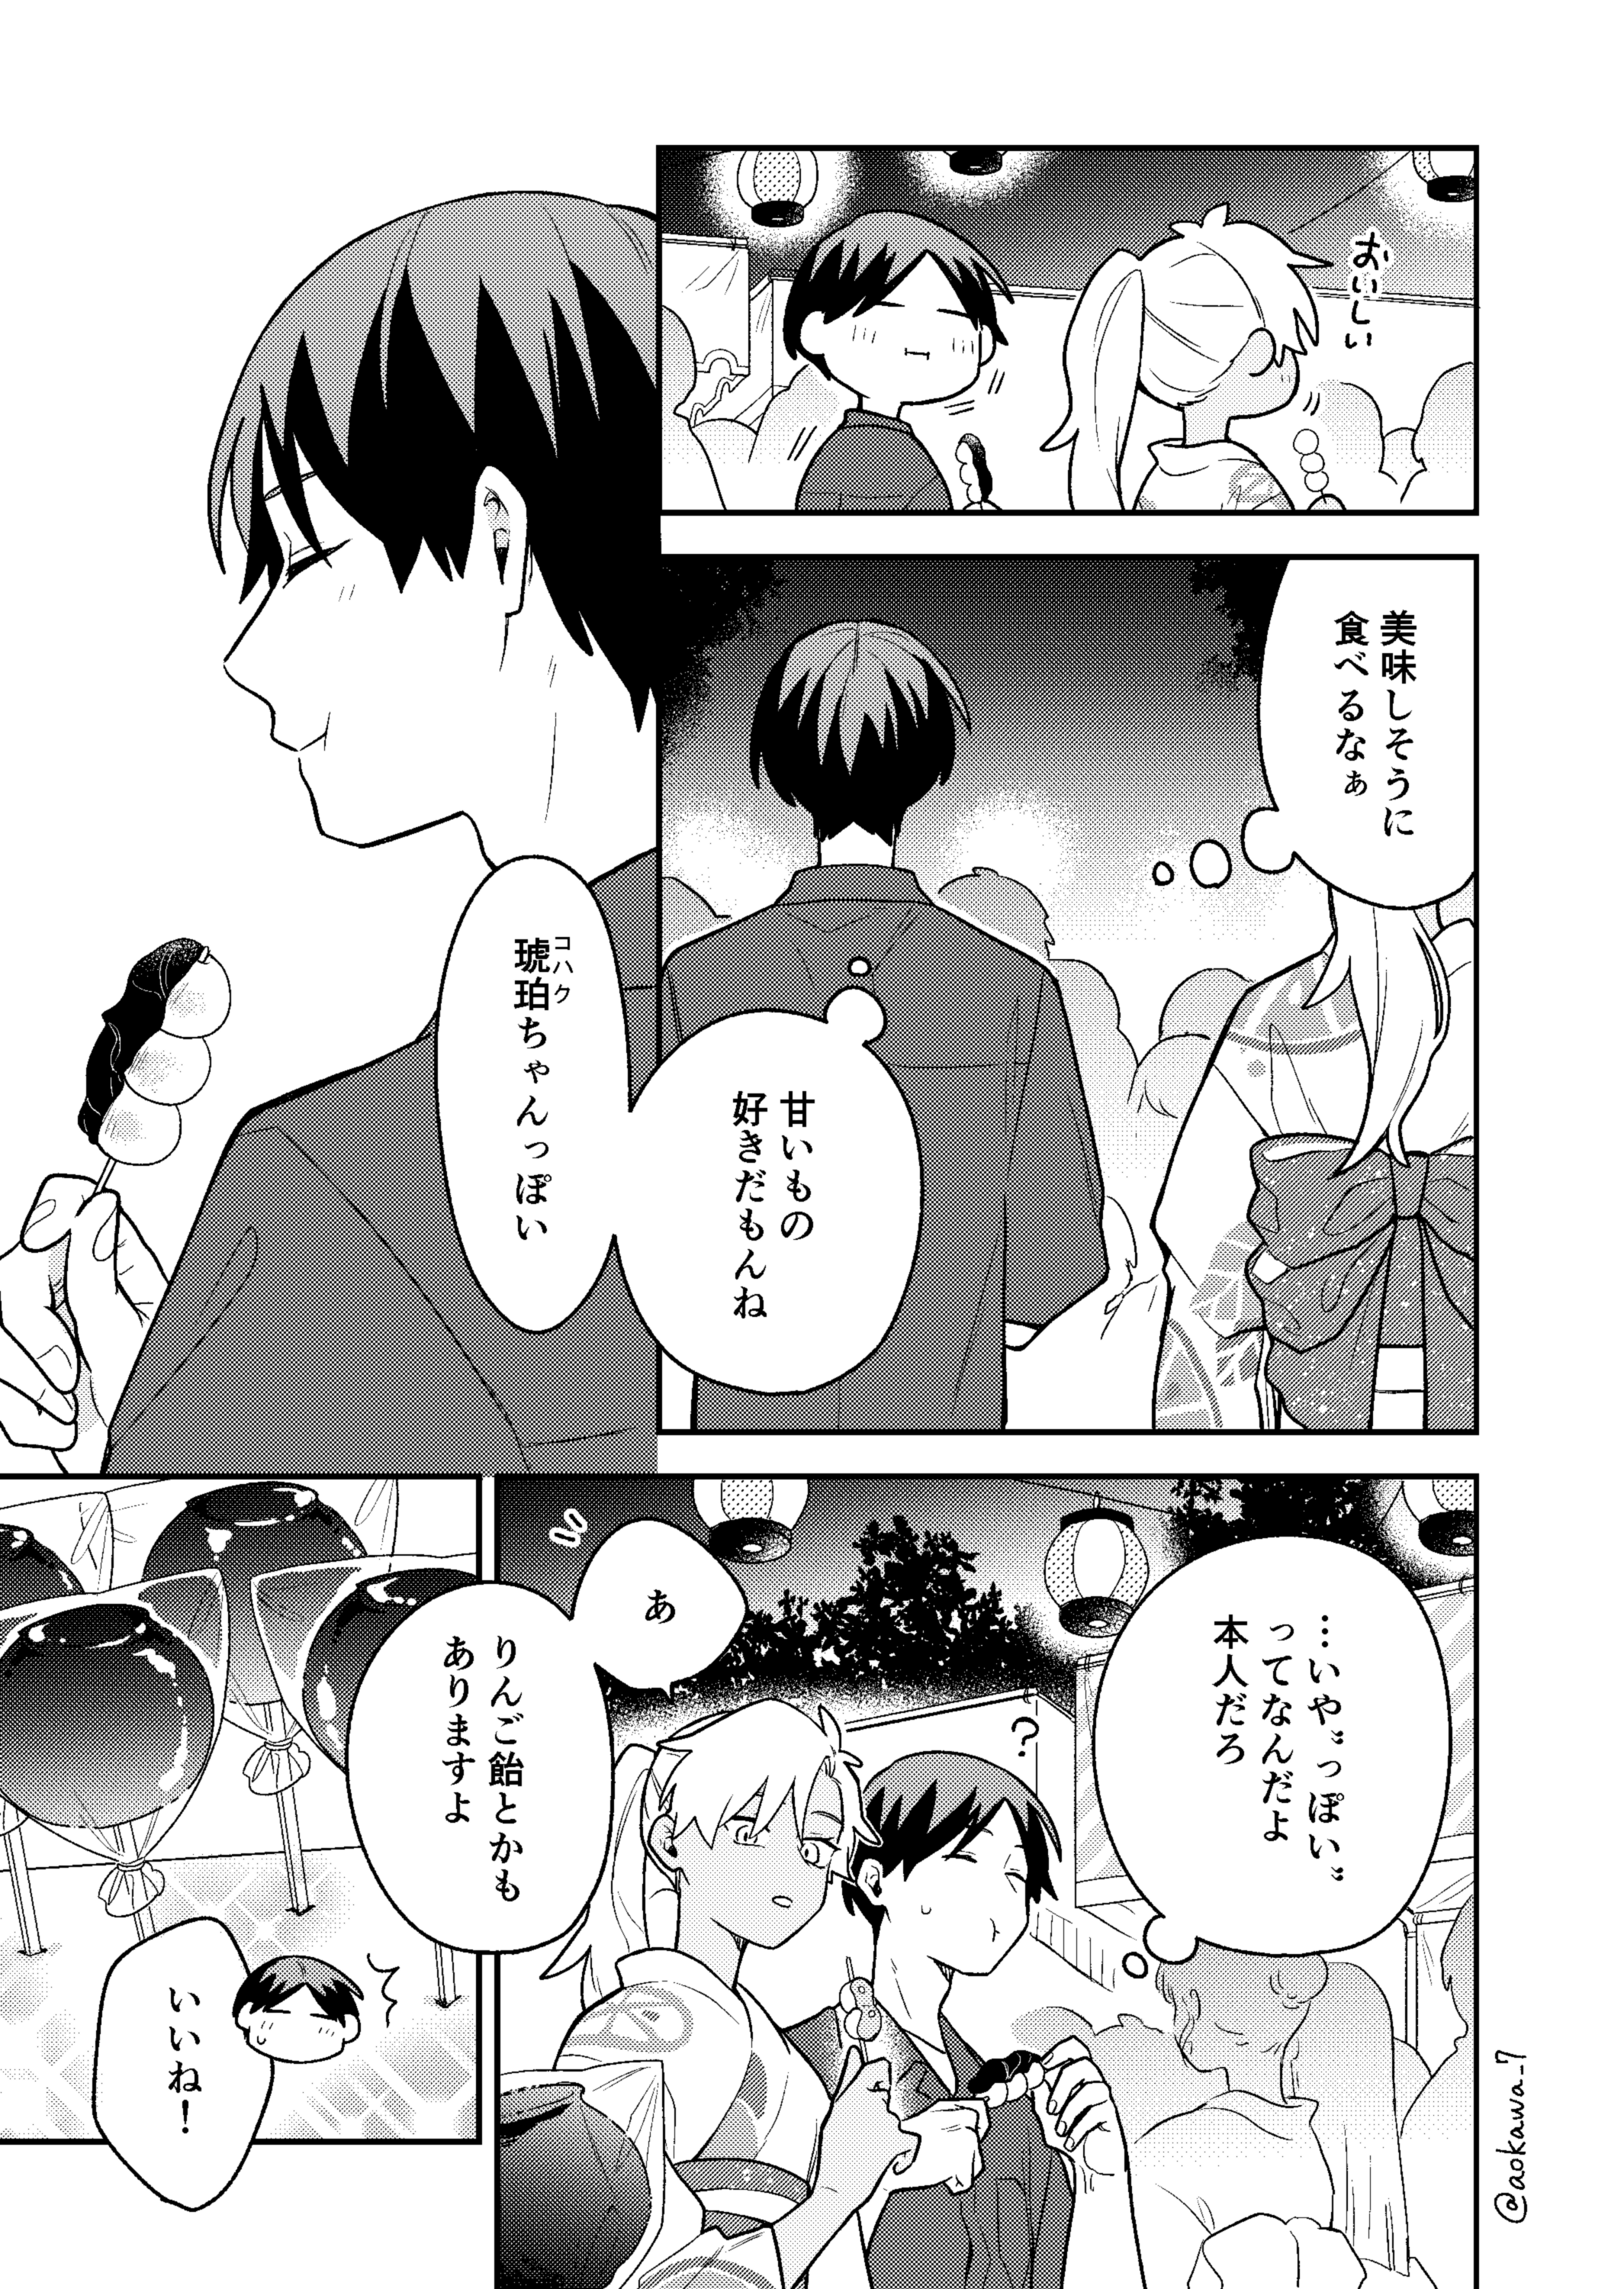 おいしい
美味しそうに
食べるなぁ
甘いもの
好きだもんね
琥珀ちゃんっぽい
コハク
…いや〝っぽい〟
ってなんだよ
本人だろ
?
あ
りんご飴とかも
ありますよ
いいね!
@aokawa_7